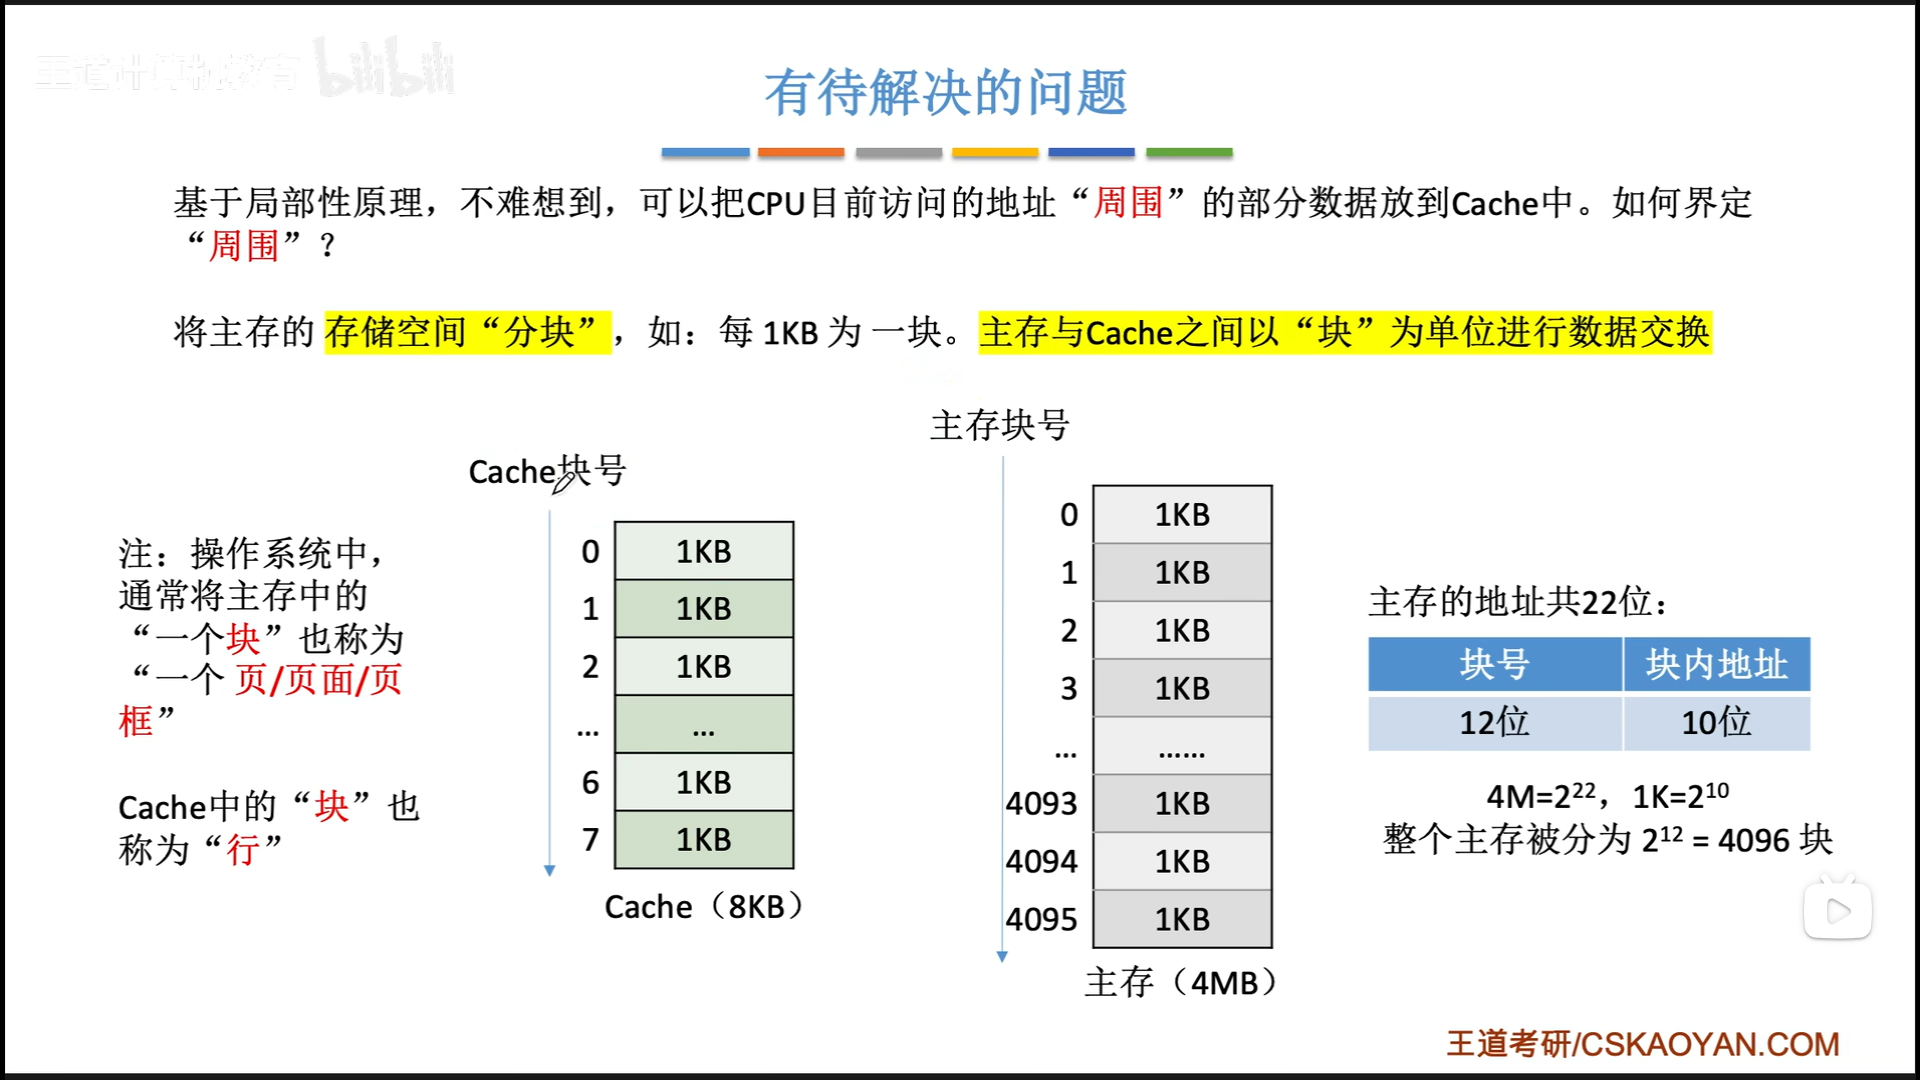 王道计算机教育 bilibili
有待解决的问题
基于局部性原理，不难想到，可以把CPU目前访问的地址“周围”的部分数据放到Cache中。如何界定
“周围”？
将主存的 存储空间“分块”，如：每 1KB 为 一块。主存与Cache之间以“块”为单位进行数据交换
注：操作系统中，
通常将主存中的
“一个块”也称为
“一个 页/页面/页
框”
Cache中的“块”也
称为“行”
Cache块号
0 1KB
1 1KB
2 1KB
... ...
6 1KB
7 1KB
Cache（8KB）
主存块号
0 1KB
1 1KB
2 1KB
3 1KB
... ......
4093 1KB
4094 1KB
4095 1KB
主存（4MB）
主存的地址共22位：
块号 块内地址
12位 10位
4M=2²²，1K=2¹⁰
整个主存被分为 2¹² = 4096 块
王道考研/CSKAOYAN.COM